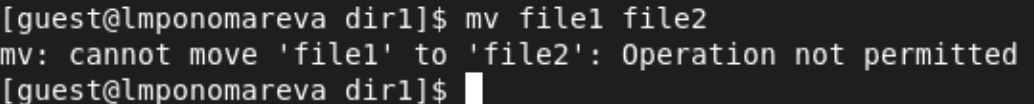 [guest@lmponomareva dir1]$ mv file1 file2
mv: cannot move 'file1' to 'file2': Operation not permitted
[guest@lmponomareva dir1]$